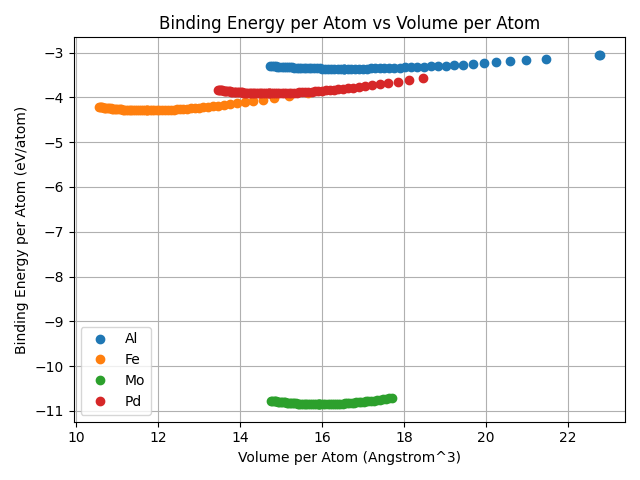 Binding Energy per Atom vs Volume per Atom
Binding Energy per Atom (eV/atom)
−3
−4
−5
−6
−7
−8
−9
−10
−11
Al
Fe
Mo
Pd
10
12
14
16
18
20
22
Volume per Atom (Angstrom^3)